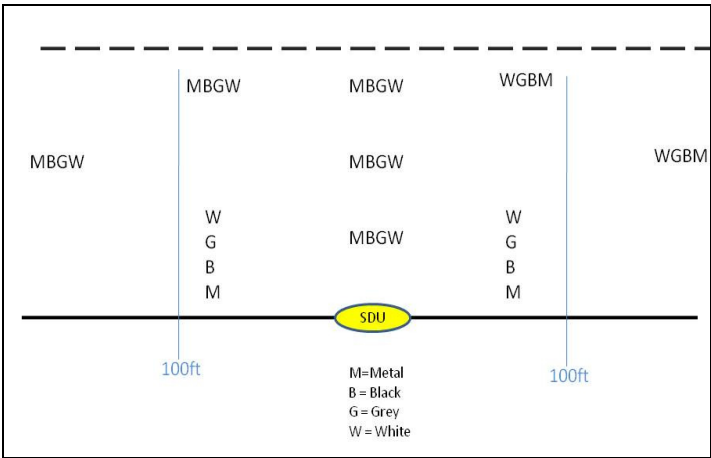 MBGW MBGW WGBM
MBGW MBGW WGBM
W W
G MBGW G
B B
M M
SDU
100ft 100ft
M=Metal
B = Black
G = Grey
W = White